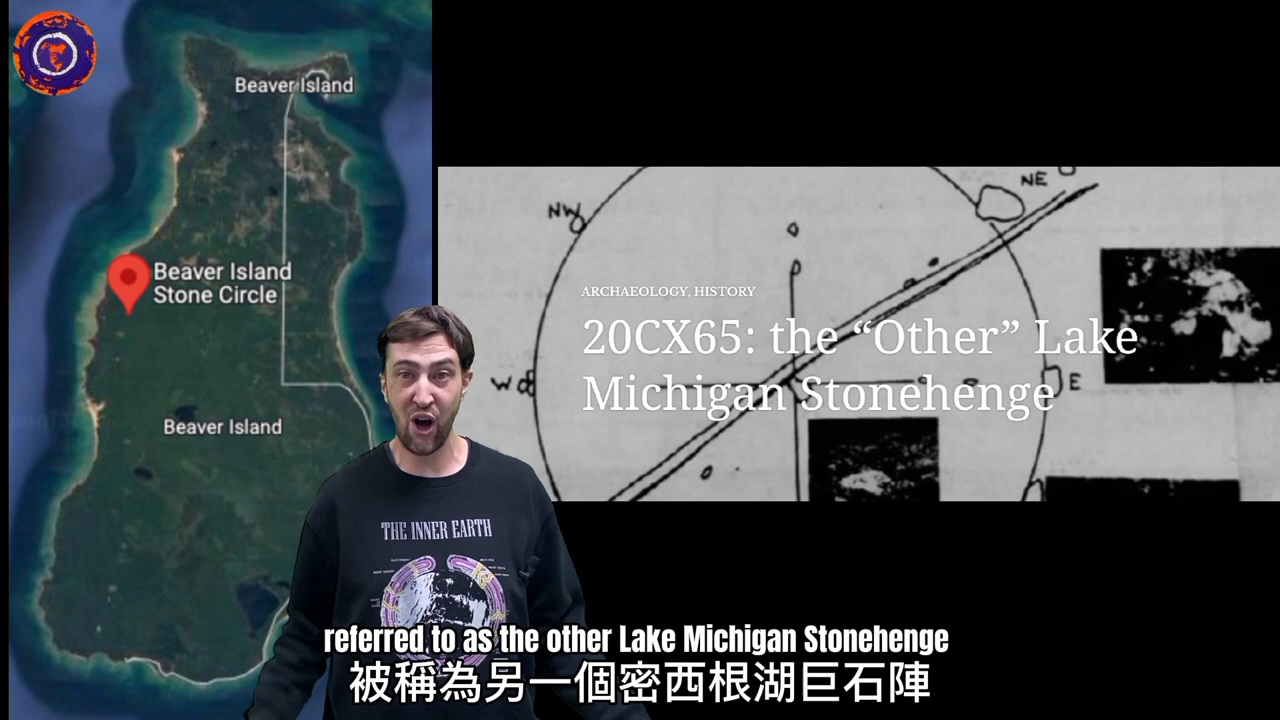 Beaver Island
Beaver Island
Stone Circle
Beaver Island
NW
NE
W
E
ARCHAEOLOGY, HISTORY
20CX65: the “Other” Lake
Michigan Stonehenge
THE INNER EARTH
referred to as the other Lake Michigan Stonehenge
被稱為另一個密西根湖巨石陣